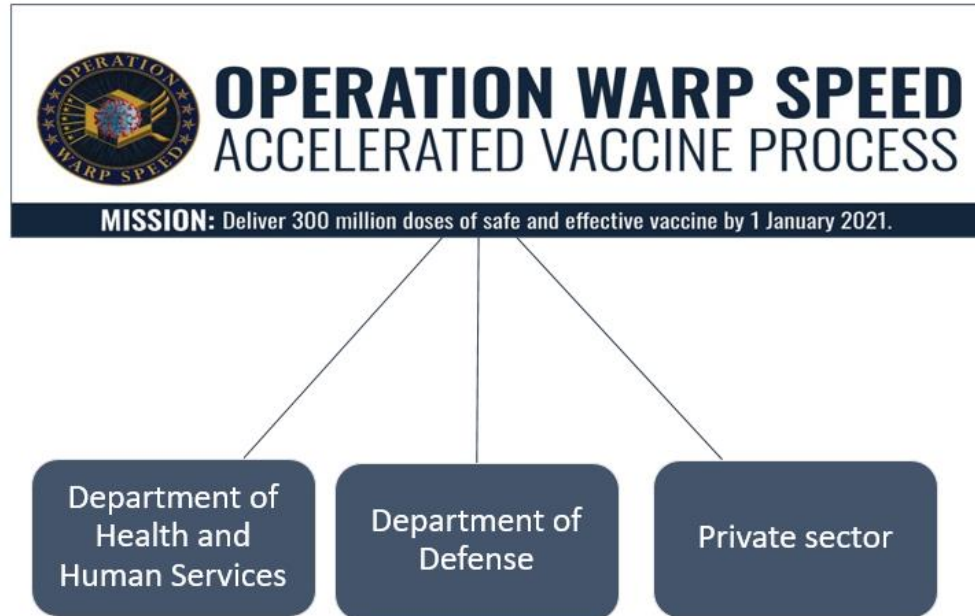 OPERATION
WARP SPEED
OPERATION WARP SPEED
ACCELERATED VACCINE PROCESS
MISSION: Deliver 300 million doses of safe and effective vaccine by 1 January 2021.
Department of
Health and
Human Services
Department of
Defense
Private sector